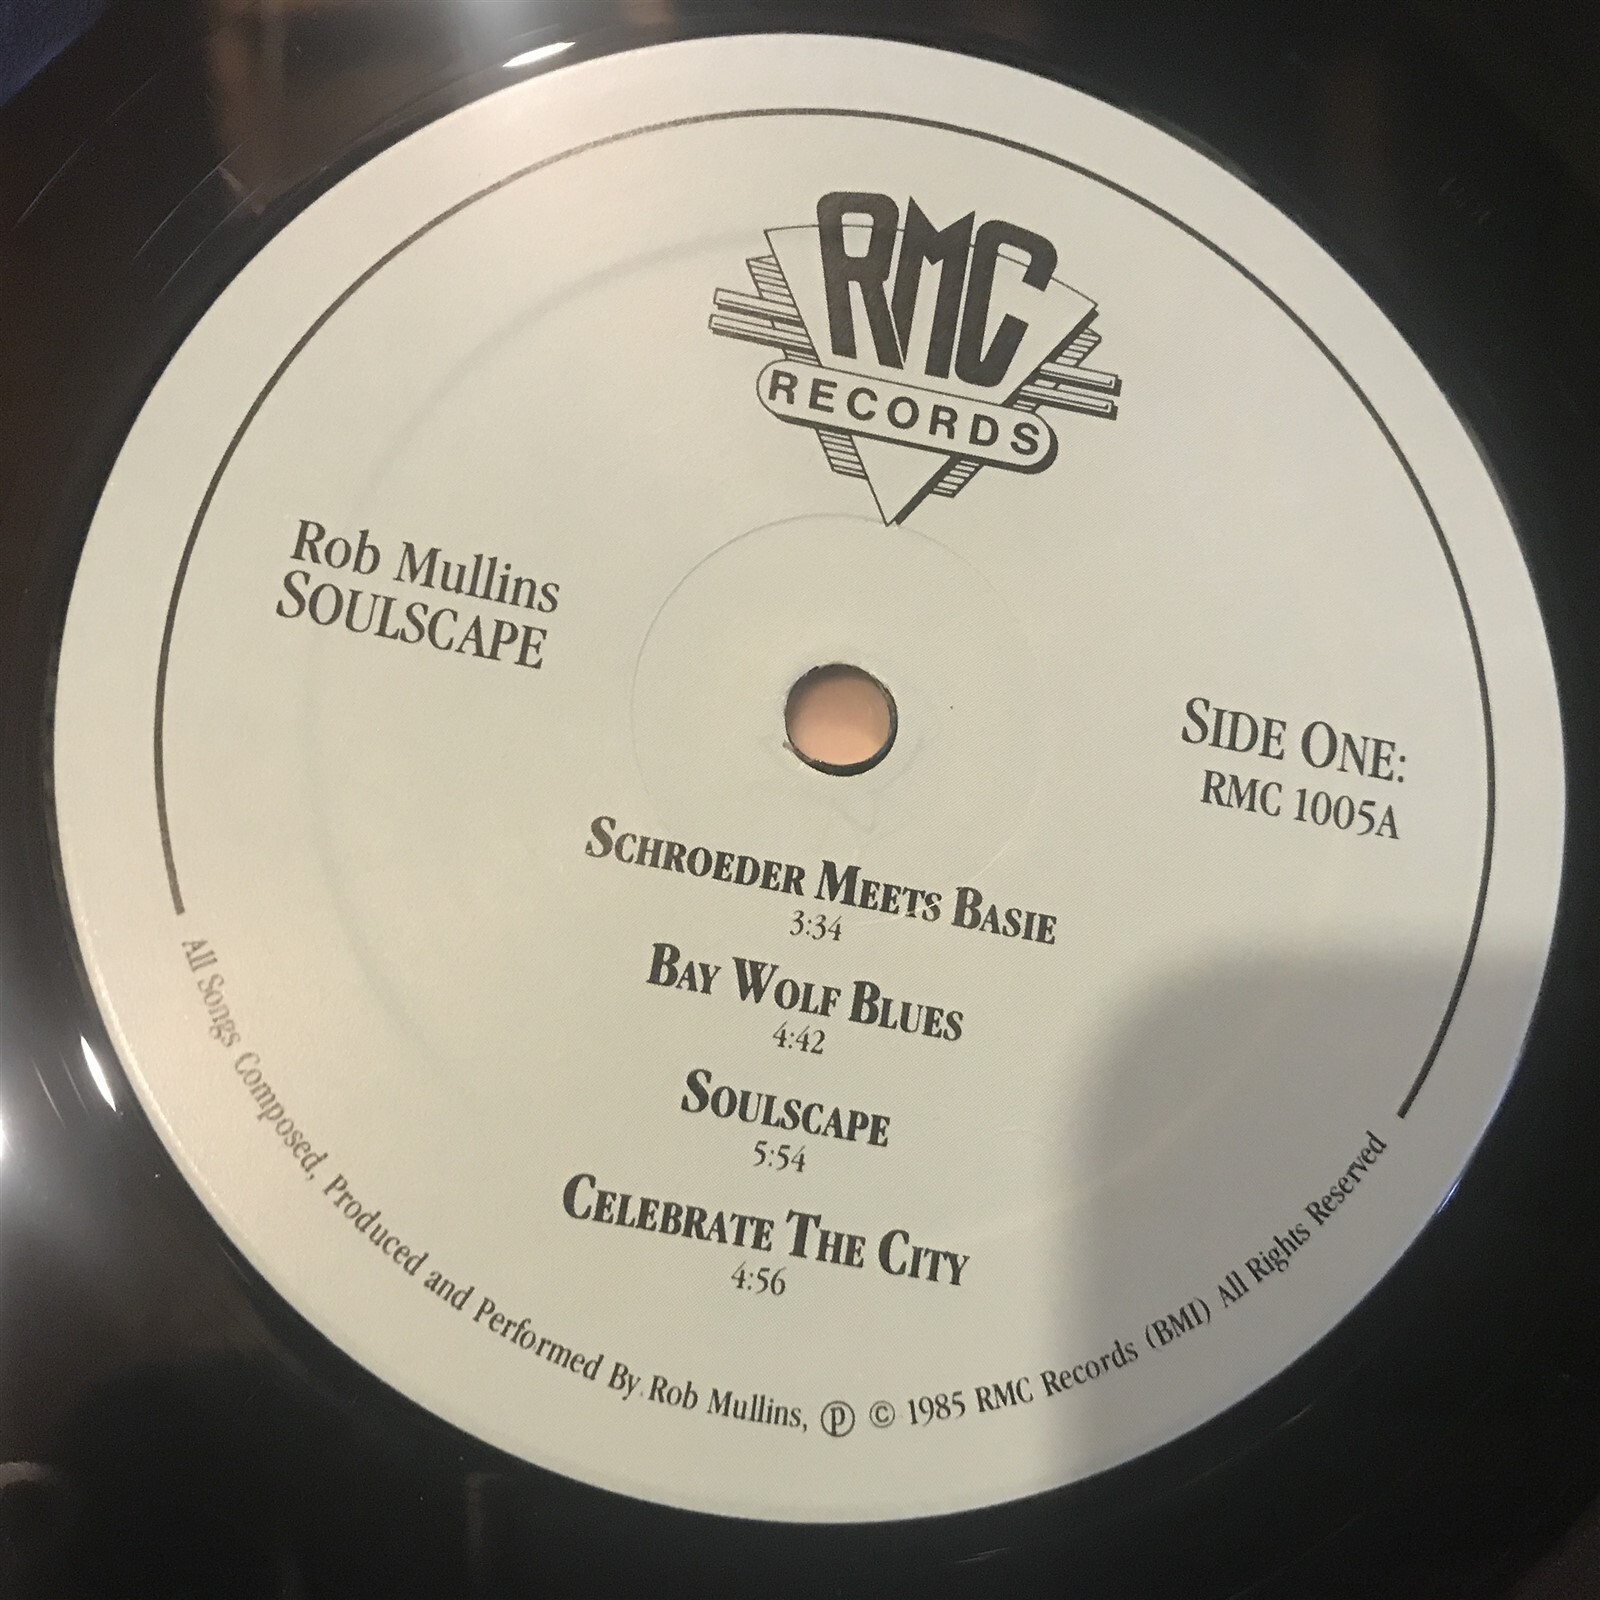 RMC
RECORDS
Rob Mullins
SOULSCAPE
SIDE ONE:
RMC 1005A
SCHROEDER MEETS BASIE
3:34
BAY WOLF BLUES
4:42
SOULSCAPE
5:54
CELEBRATE THE CITY
4:56
All Songs Composed, Produced and Performed By Rob Mullins, ℗ © 1985 RMC Records (BMI) All Rights Reserved